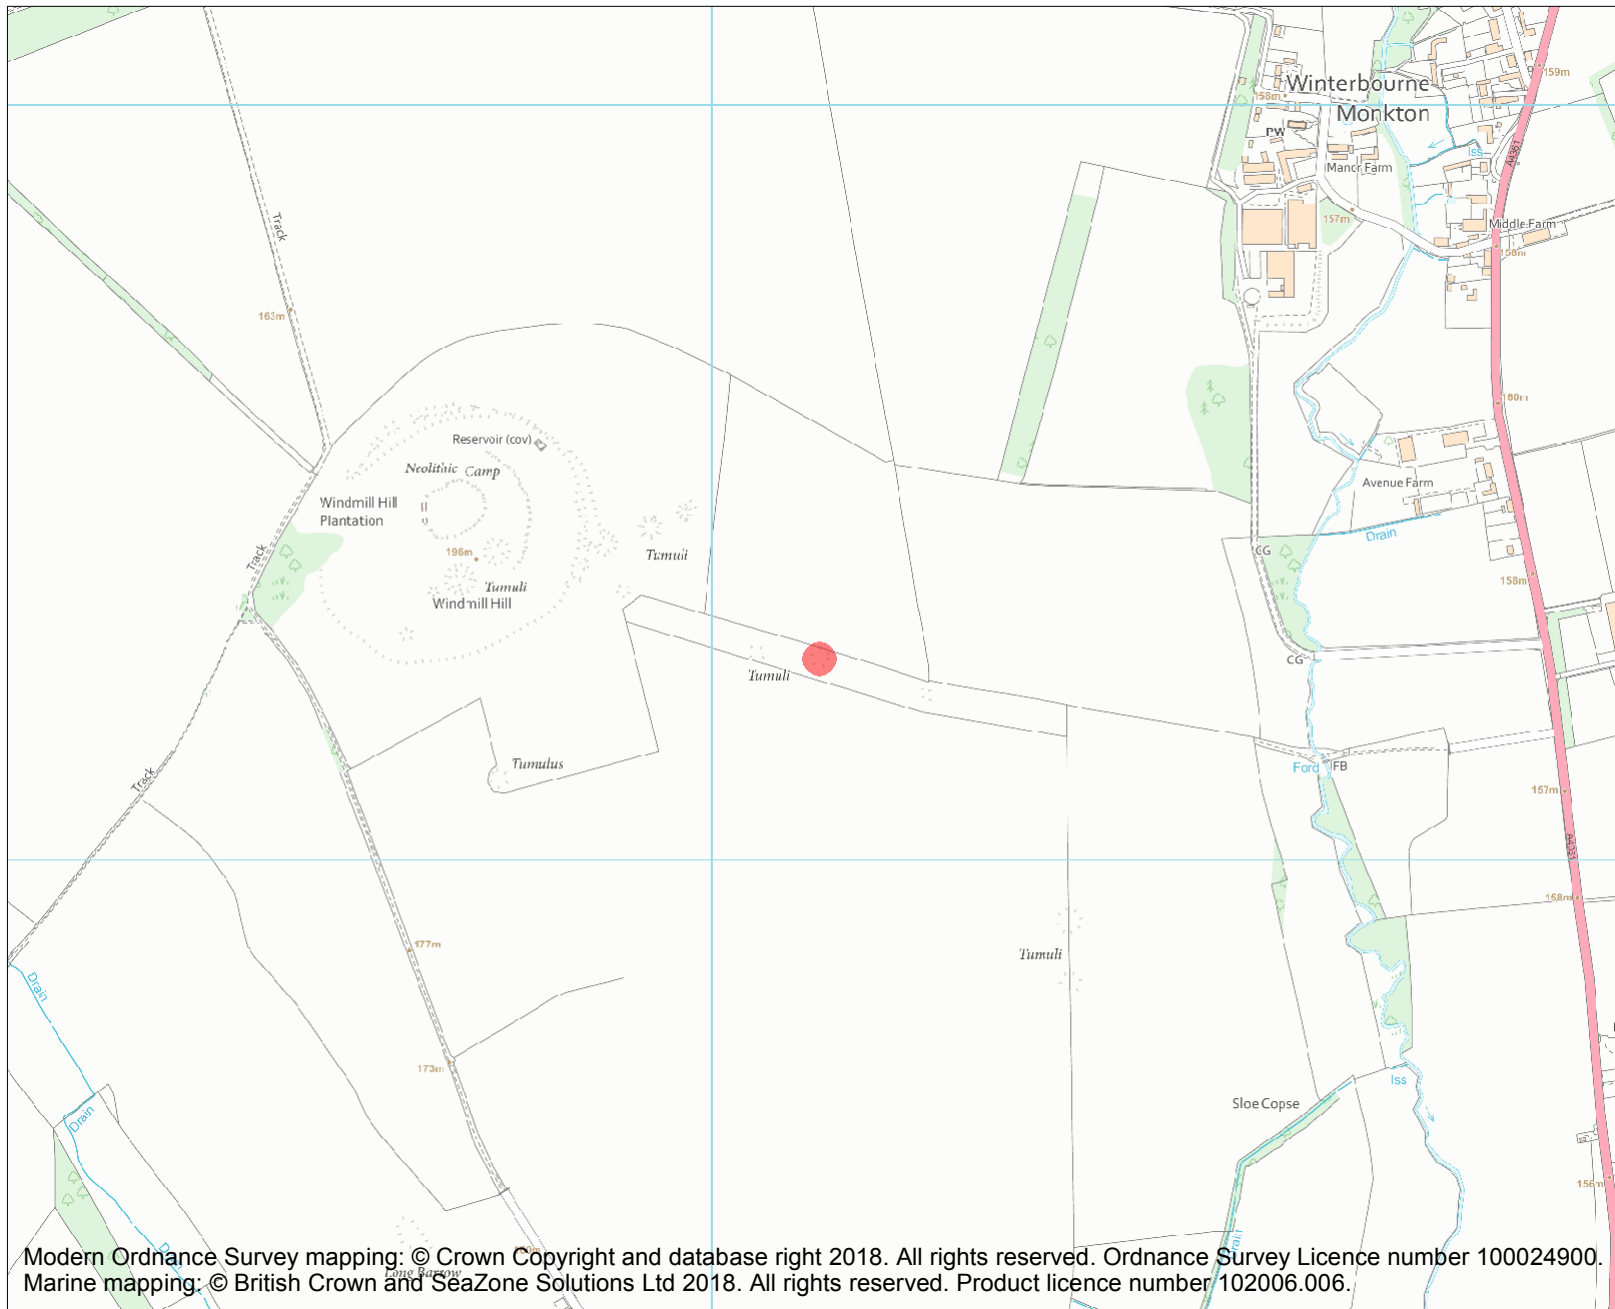 Winterbourne
Monkton
159m
158m
PW
Manor Farm
Iss
A4361
157m
Middle Farm
158m
Track
163m
160m
Reservoir (cov)
Neolithic Camp
Windmill Hill
Plantation
Avenue Farm
Drain
196m
Tumuli
Track
CG
158m
Tumuli
Windmill Hill
CG
Tumuli
Tumulus
Ford
FB
Track
157m
A4361
158m
177m
Tumuli
Drain
173m
Iss
Sloe Copse
Drain
156m
Drain
Drain
Long Barrow
Modern Ordnance Survey mapping: © Crown Copyright and database right 2018. All rights reserved. Ordnance Survey Licence number 100024900.
Marine mapping: © British Crown and SeaZone Solutions Ltd 2018. All rights reserved. Product licence number 102006.006.